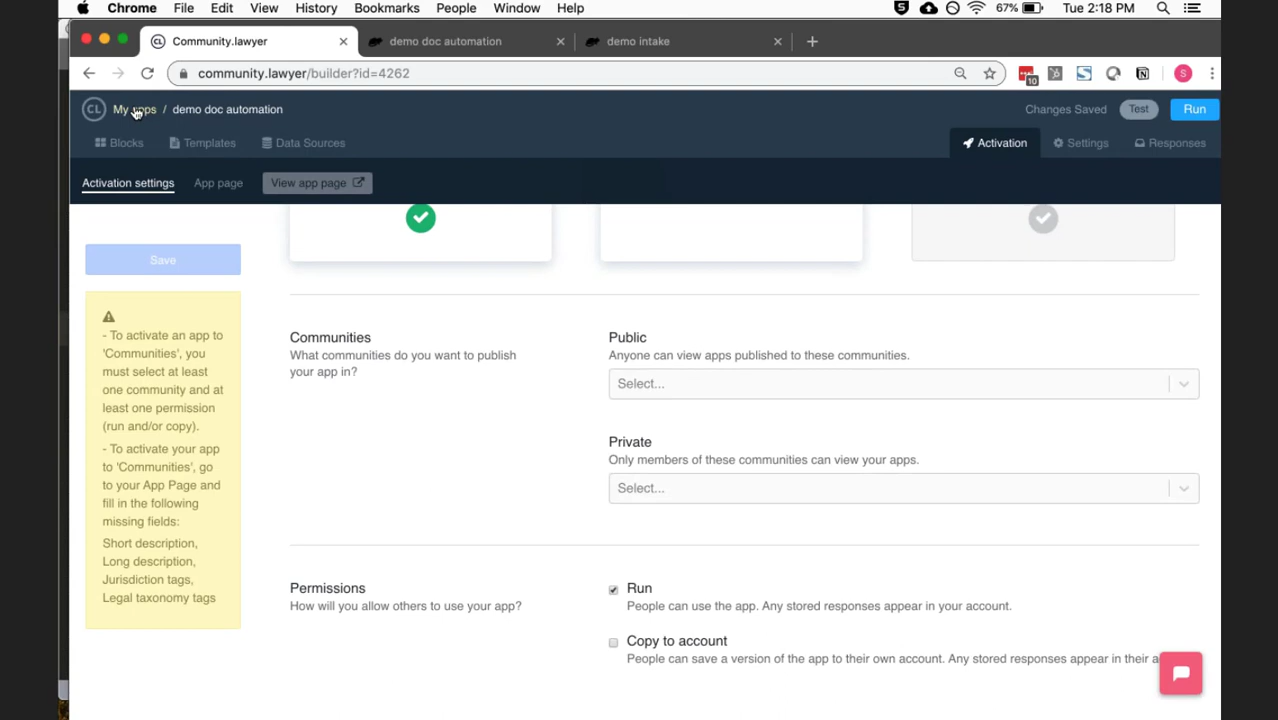 Chrome File Edit View History Bookmarks People Window Help 67% Tue 2:18 PM
Community.lawyer demo doc automation demo intake
community.lawyer/builder?id=4262 10 S
CL My apps / demo doc automation Changes Saved Test Run
Blocks Templates Data Sources Activation Settings Responses
Activation settings App page View app page
Save
- To activate an app to
'Communities', you
must select at least
one community and at
least one permission
(run and/or copy).
- To activate your app
to 'Communities', go
to your App Page and
fill in the following
missing fields:
Short description,
Long description,
Jurisdiction tags,
Legal taxonomy tags
Communities
What communities do you want to publish
your app in?
Public
Anyone can view apps published to these communities.
Select...
Private
Only members of these communities can view your apps.
Select...
Permissions
How will you allow others to use your app?
Run
People can use the app. Any stored responses appear in your account.
Copy to account
People can save a version of the app to their own account. Any stored responses appear in their a